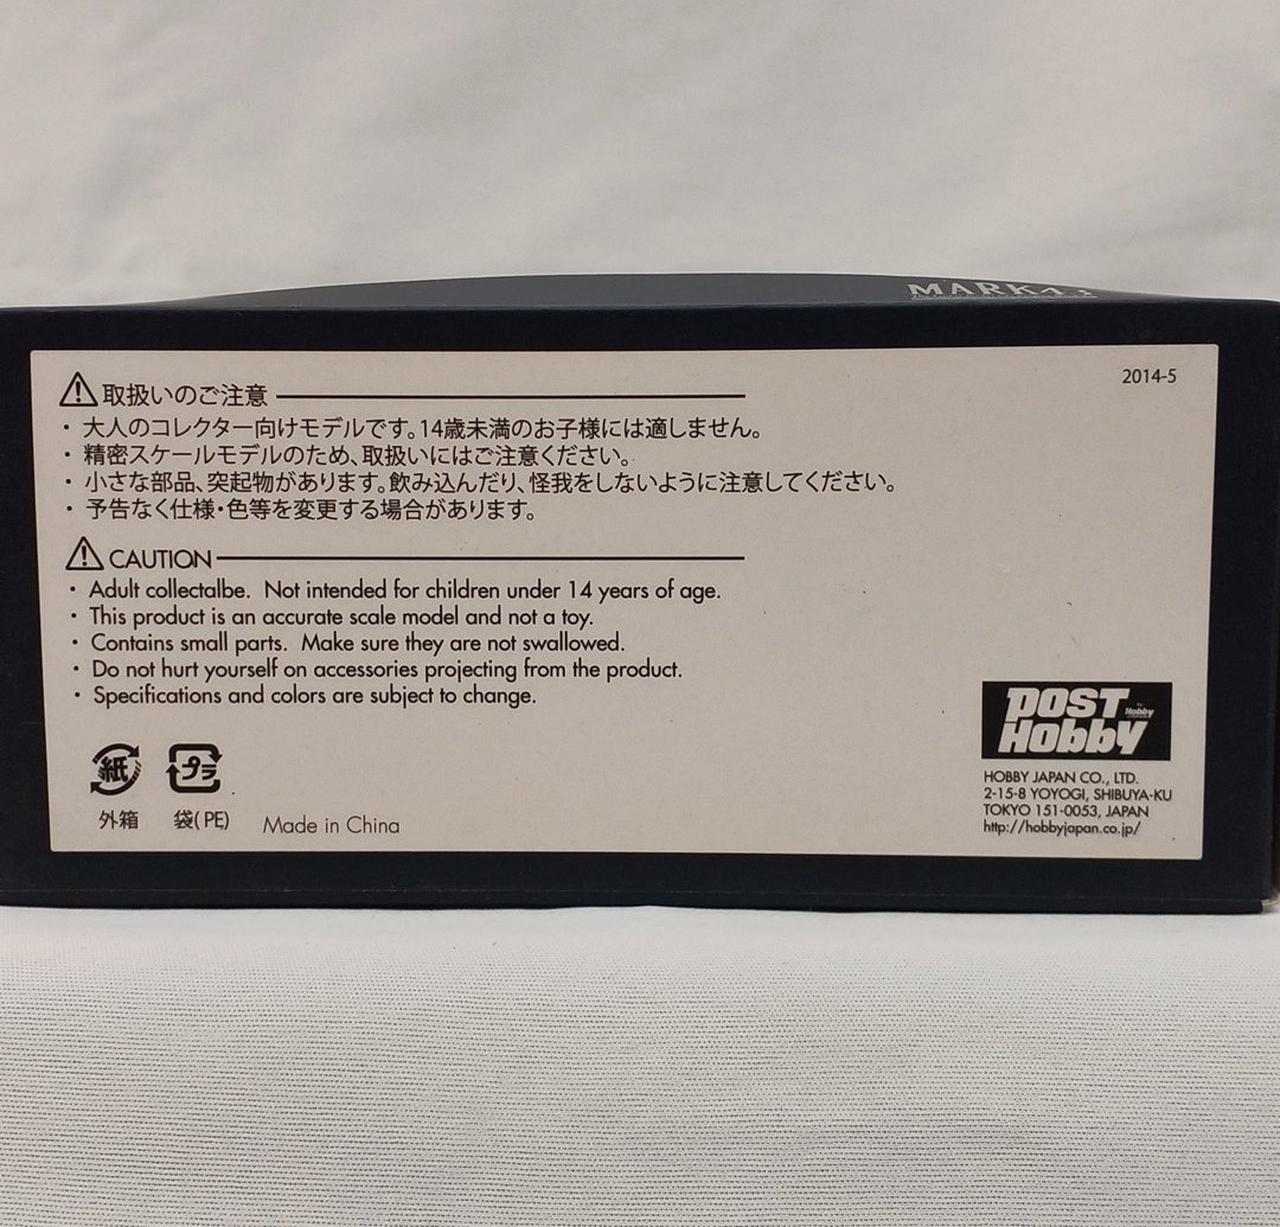 MARK43
2014-5
取扱いのご注意
・大人のコレクター向けモデルです。14歳未満のお子様には適しません。
・精密スケールモデルのため、取扱いにはご注意ください。
・小さな部品、突起物があります。飲み込んだり、怪我をしないように注意してください。
・予告なく仕様・色等を変更する場合があります。
CAUTION
・Adult collectalbe. Not intended for children under 14 years of age.
・This product is an accurate scale model and not a toy.
・Contains small parts. Make sure they are not swallowed.
・Do not hurt yourself on accessories projecting from the product.
・Specifications and colors are subject to change.
紙 プラ
外箱 袋(PE) Made in China
POST Hobby
by Hobby
HOBBY JAPAN CO., LTD.
2-15-8 YOYOGI, SHIBUYA-KU
TOKYO 151-0053, JAPAN
http://hobbyjapan.co.jp/